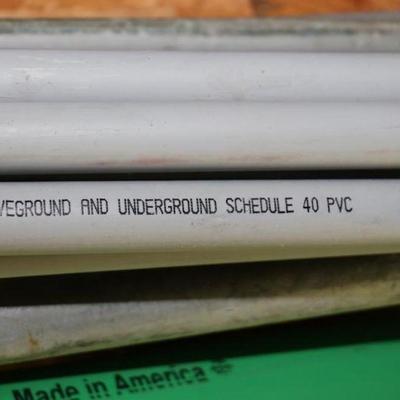 VEGROUND AND UNDERGROUND SCHEDULE 40 PVC
Made in America